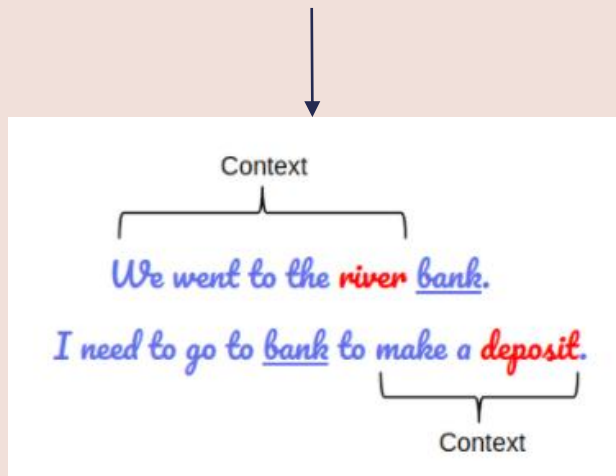 Context
We went to the river bank.
I need to go to bank to make a deposit.
Context